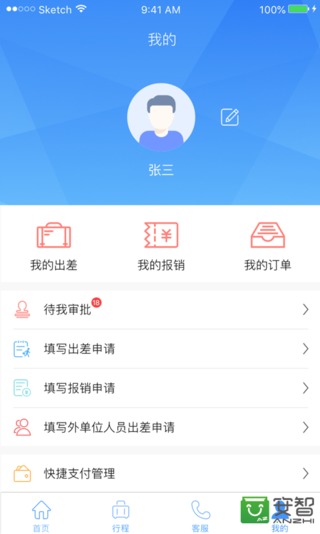 ●●○○○ Sketch 9:41 AM 100%
我的
张三
我的出差 我的报销 我的订单
待我审批 16
填写出差申请
填写报销申请
填写外单位人员出差申请
快捷支付管理
首页 行程 客服 我的
安智
ANZHI